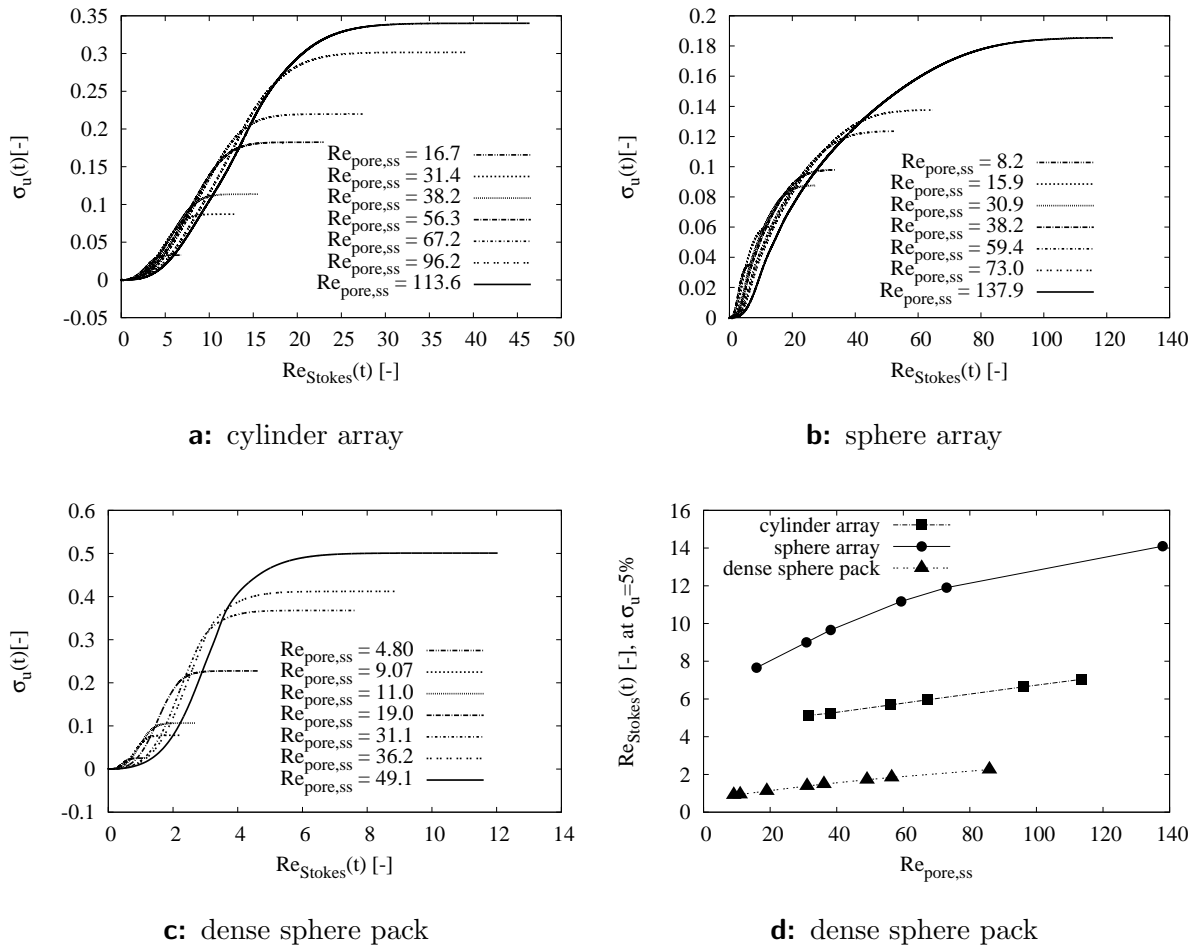 0.35
0.3
0.25
0.2
0.15
0.1
0.05
0
-0.05
σu(t)[-]
Repore,ss = 16.7
Repore,ss = 31.4
Repore,ss = 38.2
Repore,ss = 56.3
Repore,ss = 67.2
Repore,ss = 96.2
Repore,ss = 113.6
0 5 10 15 20 25 30 35 40 45 50
ReStokes(t) [-]
a: cylinder array
0.2
0.18
0.16
0.14
0.12
0.1
0.08
0.06
0.04
0.02
0
σu(t)[-]
Repore,ss = 8.2
Repore,ss = 15.9
Repore,ss = 30.9
Repore,ss = 38.2
Repore,ss = 59.4
Repore,ss = 73.0
Repore,ss = 137.9
0 20 40 60 80 100 120 140
ReStokes(t) [-]
b: sphere array
0.6
0.5
0.4
0.3
0.2
0.1
0
-0.1
σu(t)[-]
Repore,ss = 4.80
Repore,ss = 9.07
Repore,ss = 11.0
Repore,ss = 19.0
Repore,ss = 31.1
Repore,ss = 36.2
Repore,ss = 49.1
0 2 4 6 8 10 12 14
ReStokes(t) [-]
c: dense sphere pack
16
14
12
10
8
6
4
2
0
ReStokes(t) [-], at σu=5%
cylinder array
sphere array
dense sphere pack
0 20 40 60 80 100 120 140
Repore,ss
d: dense sphere pack